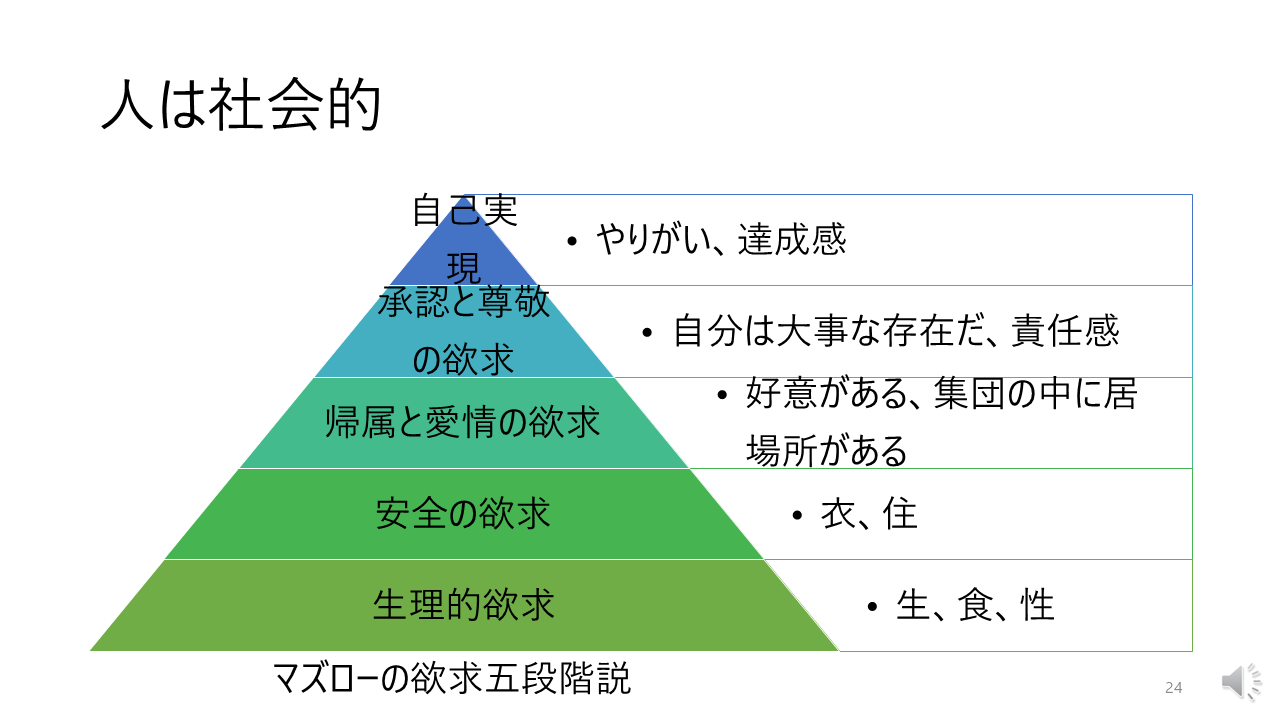 人は社会的
自己実
現
• やりがい、達成感
承認と尊敬
の欲求
• 自分は大事な存在だ、責任感
帰属と愛情の欲求
• 好意がある、集団の中に居
場所がある
安全の欲求
• 衣、住
生理的欲求
• 生、食、性
マズローの欲求五段階説
24